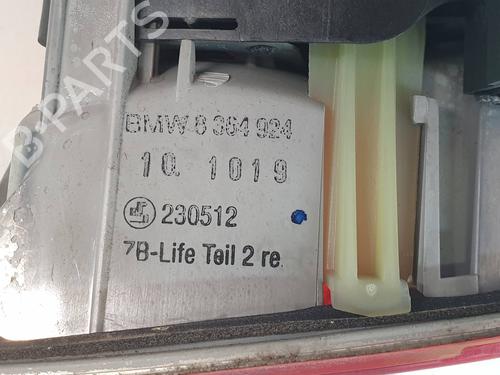 B-PARTS
BMW 8 364 924
10. 1019
230512
7B-Life Teil 2 re